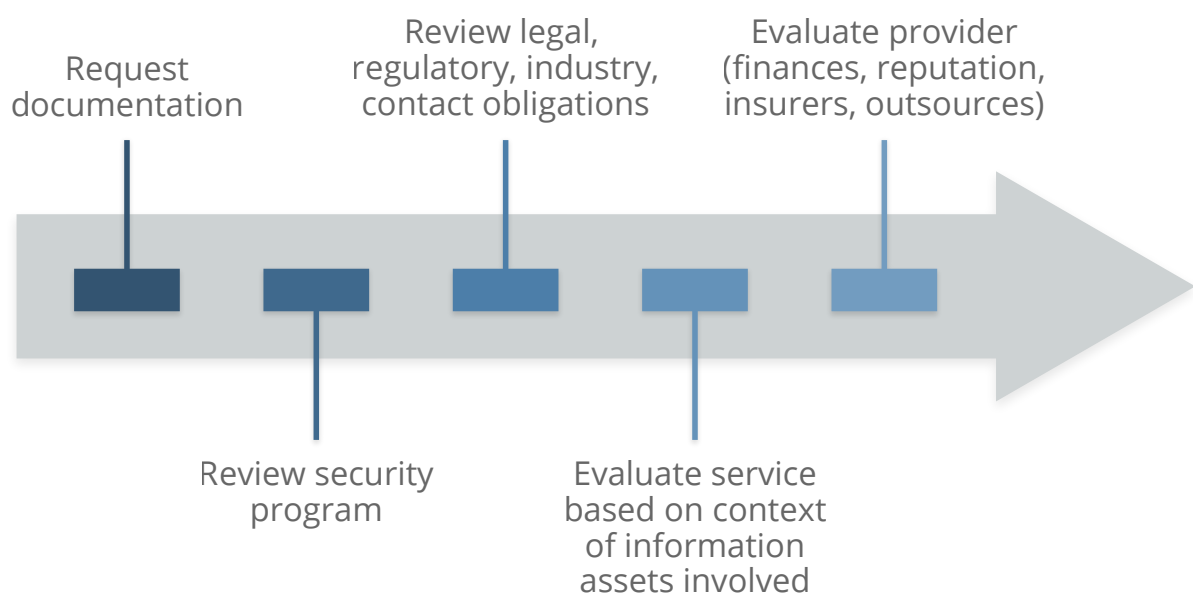 Request
documentation
Review security
program
Review legal,
regulatory, industry,
contact obligations
Evaluate service
based on context
of information
assets involved
Evaluate provider
(finances, reputation,
insurers, outsources)